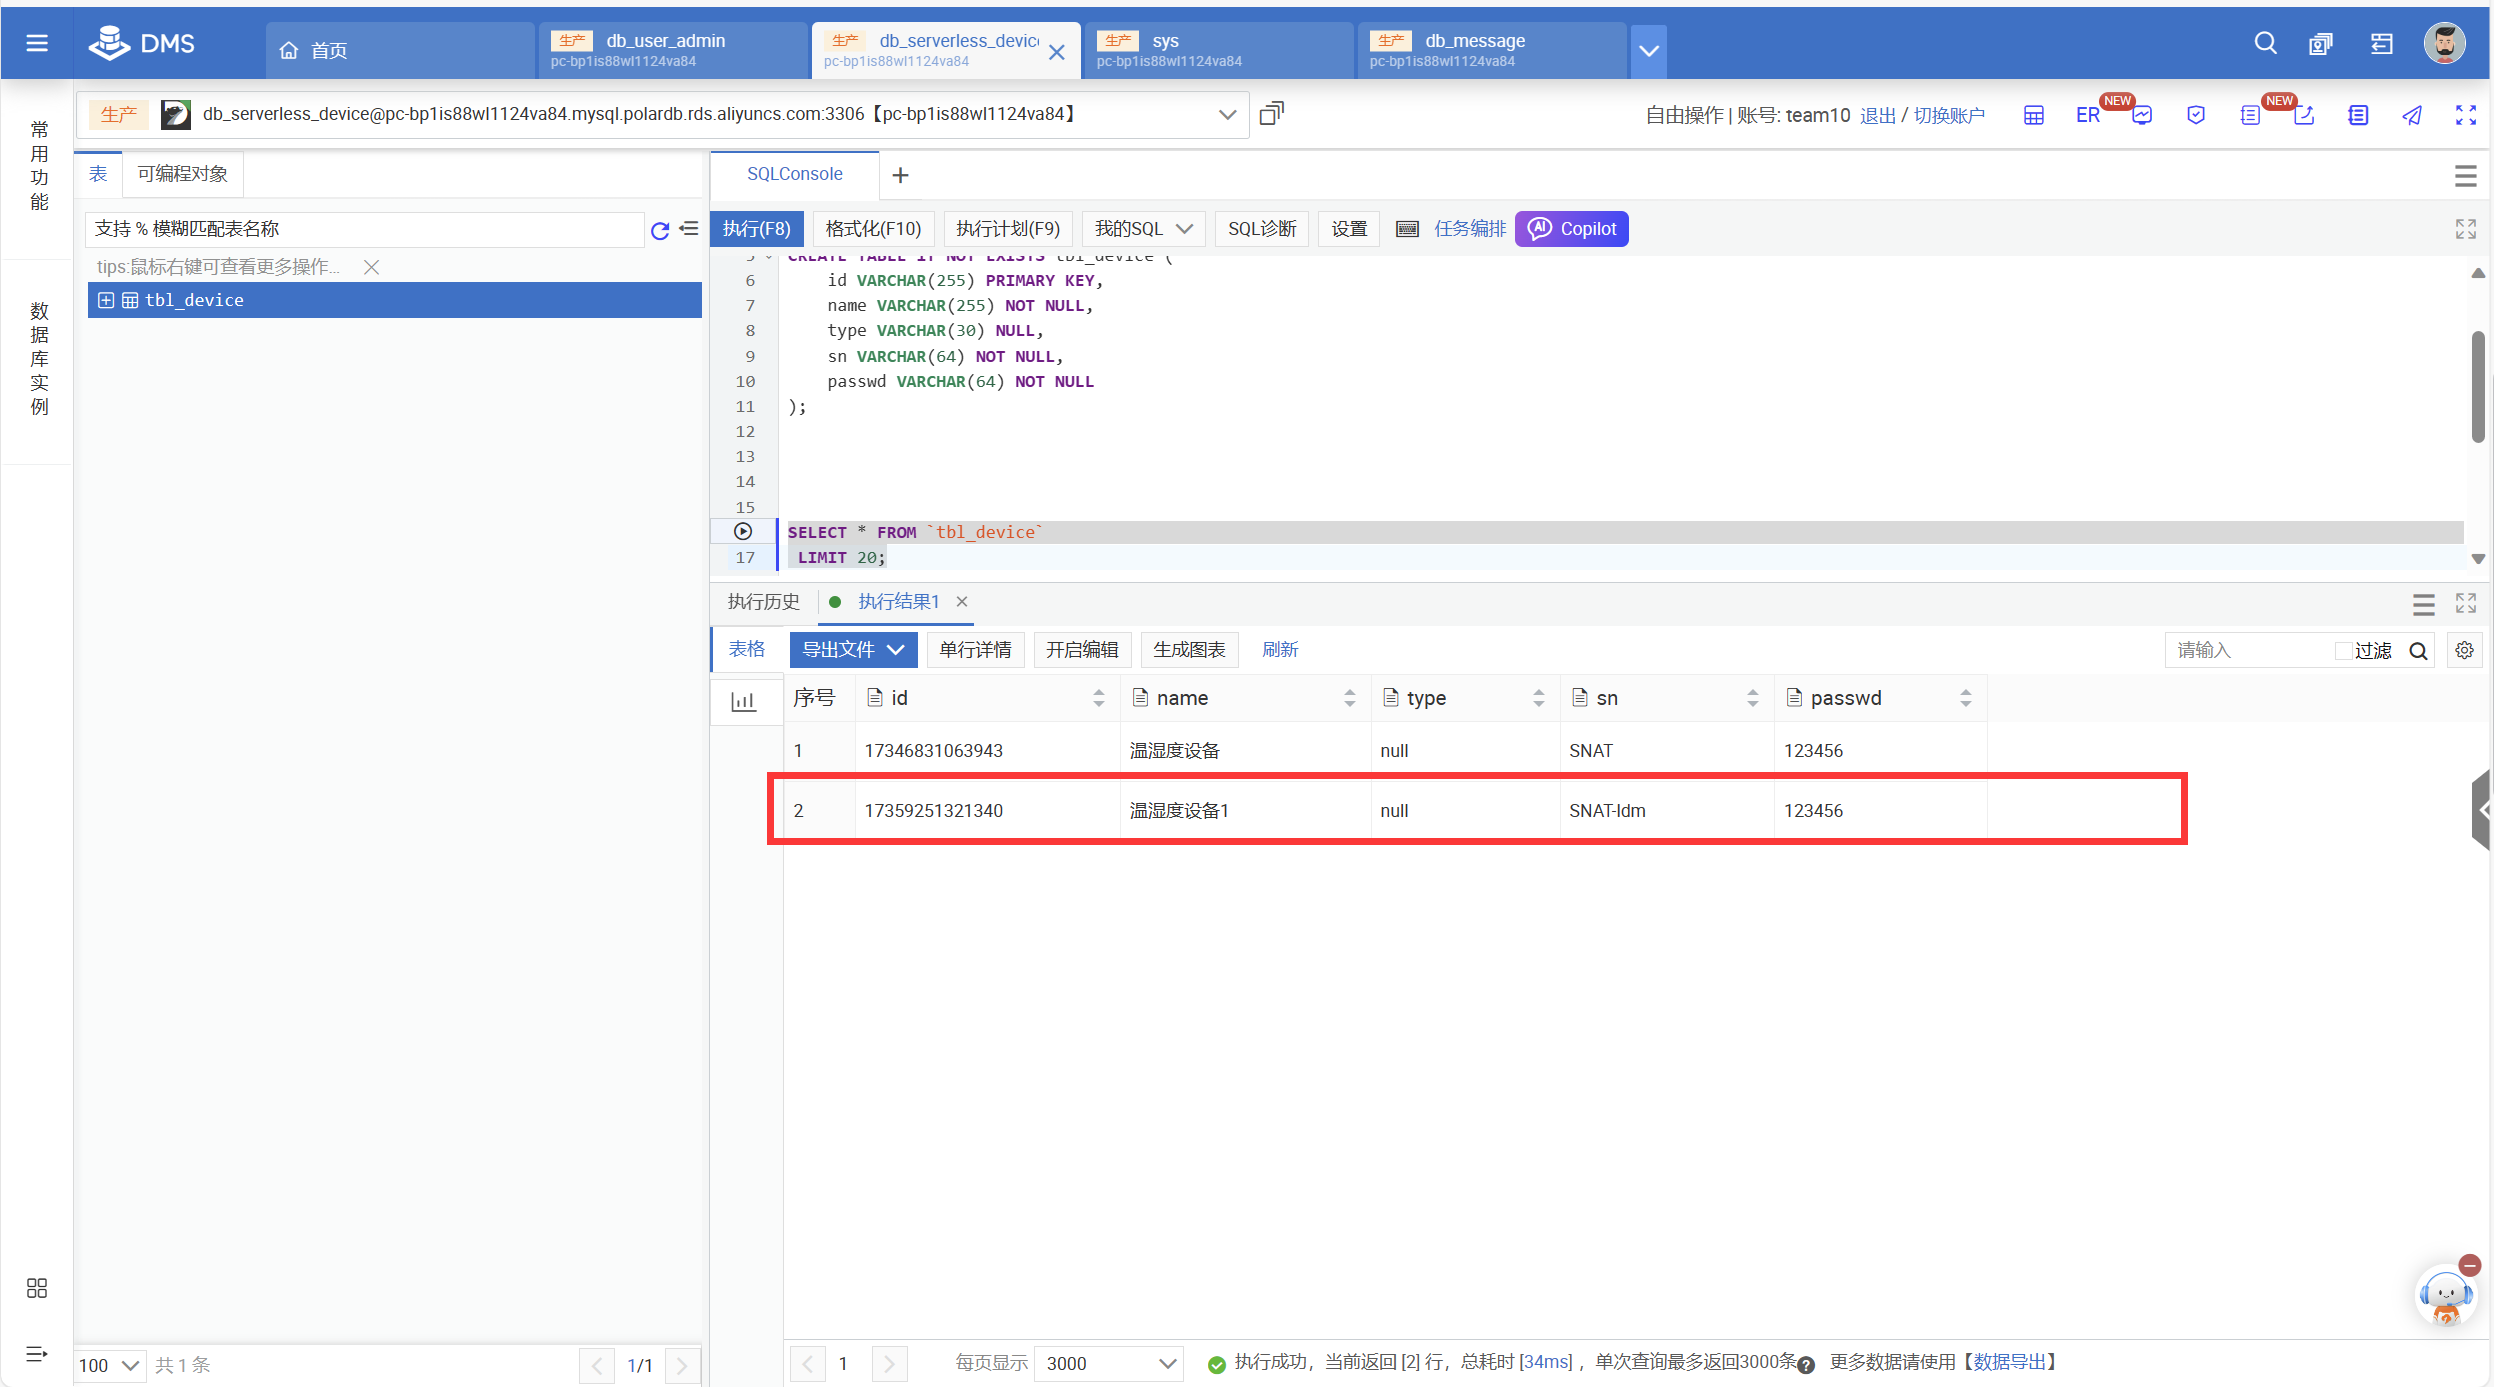 DMS
首页
生产 db_user_admin
pc-bp1is88wl1124va84
生产 db_serverless_devic
pc-bp1is88wl1124va84
生产 sys
pc-bp1is88wl1124va84
生产 db_message
pc-bp1is88wl1124va84
常用功能
数据库实例
生产 db_serverless_device@pc-bp1is88wl1124va84.mysql.polardb.rds.aliyuncs.com:3306【pc-bp1is88wl1124va84】
自由操作 | 账号: team10 退出 / 切换账户
ER NEW NEW
表 可编程对象
支持 % 模糊匹配表名称
tips:鼠标右键可查看更多操作...
tbl_device
SQLConsole
执行(F8) 格式化(F10) 执行计划(F9) 我的SQL SQL诊断 设置 任务编排 AI Copilot
5 CREATE TABLE IF NOT EXISTS tbl_device (
6 id VARCHAR(255) PRIMARY KEY,
7 name VARCHAR(255) NOT NULL,
8 type VARCHAR(30) NULL,
9 sn VARCHAR(64) NOT NULL,
10 passwd VARCHAR(64) NOT NULL
11 );
12
13
14
15
SELECT * FROM `tbl_device`
17 LIMIT 20;
执行历史 执行结果1
表格 导出文件 单行详情 开启编辑 生成图表 刷新 请输入 过滤
序号 id name type sn passwd
1 17346831063943 温湿度设备 null SNAT 123456
2 17359251321340 温湿度设备1 null SNAT-ldm 123456
100 共 1 条 1/1
1 每页显示 3000 执行成功，当前返回 [2] 行，总耗时 [34ms] ，单次查询最多返回3000条 更多数据请使用【数据导出】